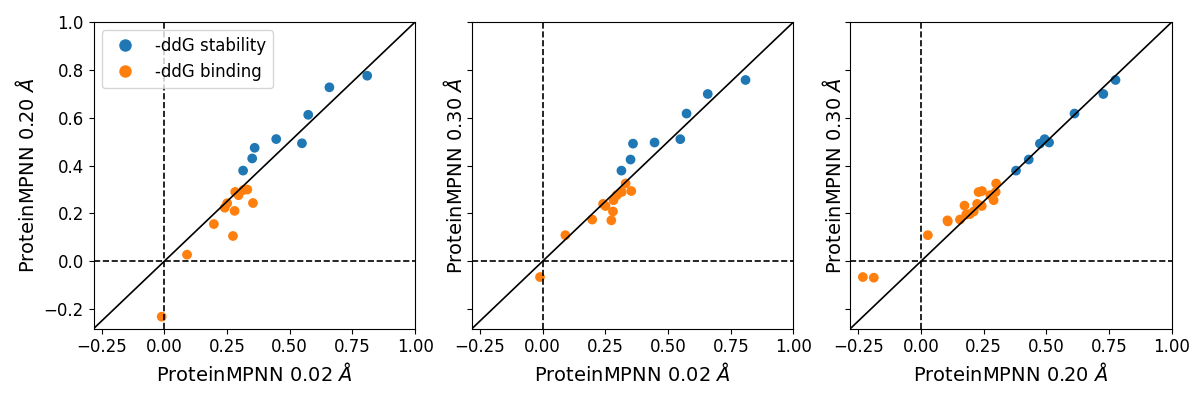 -ddG stability
-ddG binding
ProteinMPNN 0.20 Å
1.0
0.8
0.6
0.4
0.2
0.0
−0.2
−0.25 0.00 0.25 0.50 0.75 1.00
ProteinMPNN 0.02 Å
ProteinMPNN 0.30 Å
−0.25 0.00 0.25 0.50 0.75 1.00
ProteinMPNN 0.02 Å
ProteinMPNN 0.30 Å
−0.25 0.00 0.25 0.50 0.75 1.00
ProteinMPNN 0.20 Å